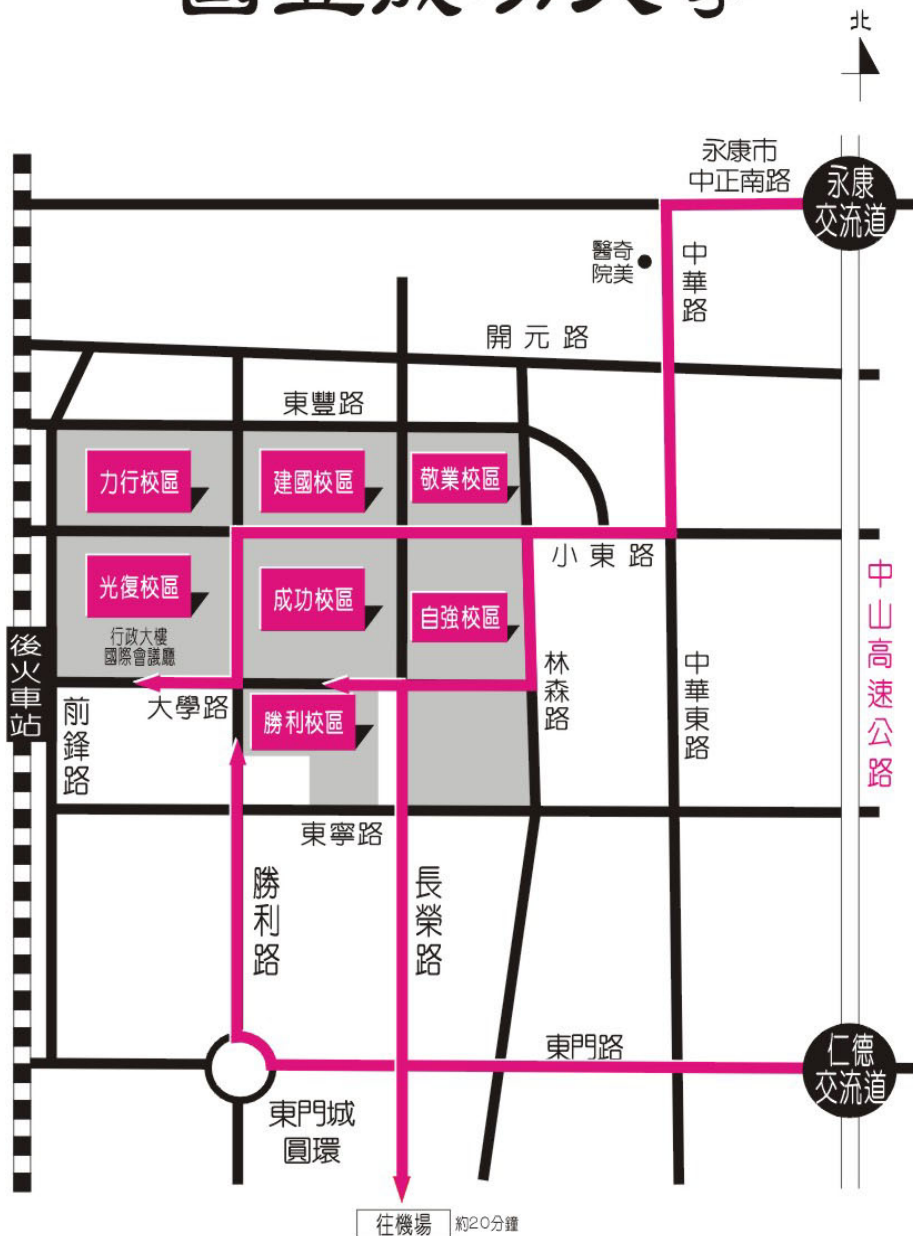 國立成功大學
北
永康市
中正南路
永康
交流道
醫奇
院美
中華路
開元路
東豐路
力行校區
建國校區
敬業校區
小東路
光復校區
成功校區
自強校區
行政大樓
國際會議廳
後火車站
前鋒路
大學路
勝利校區
林森路
中華東路
中山高速公路
東寧路
勝利路
長榮路
東門路
仁德
交流道
東門城
圓環
往機場 約20分鐘